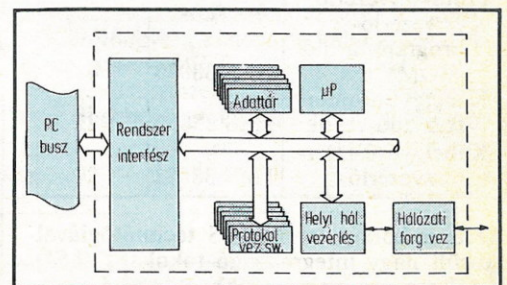 PC
busz
Rendszer
interfész
Adattár
µP
Protokol
vez.sw.
Helyi hál.
vezérlés
Hálózati
forg. vez.